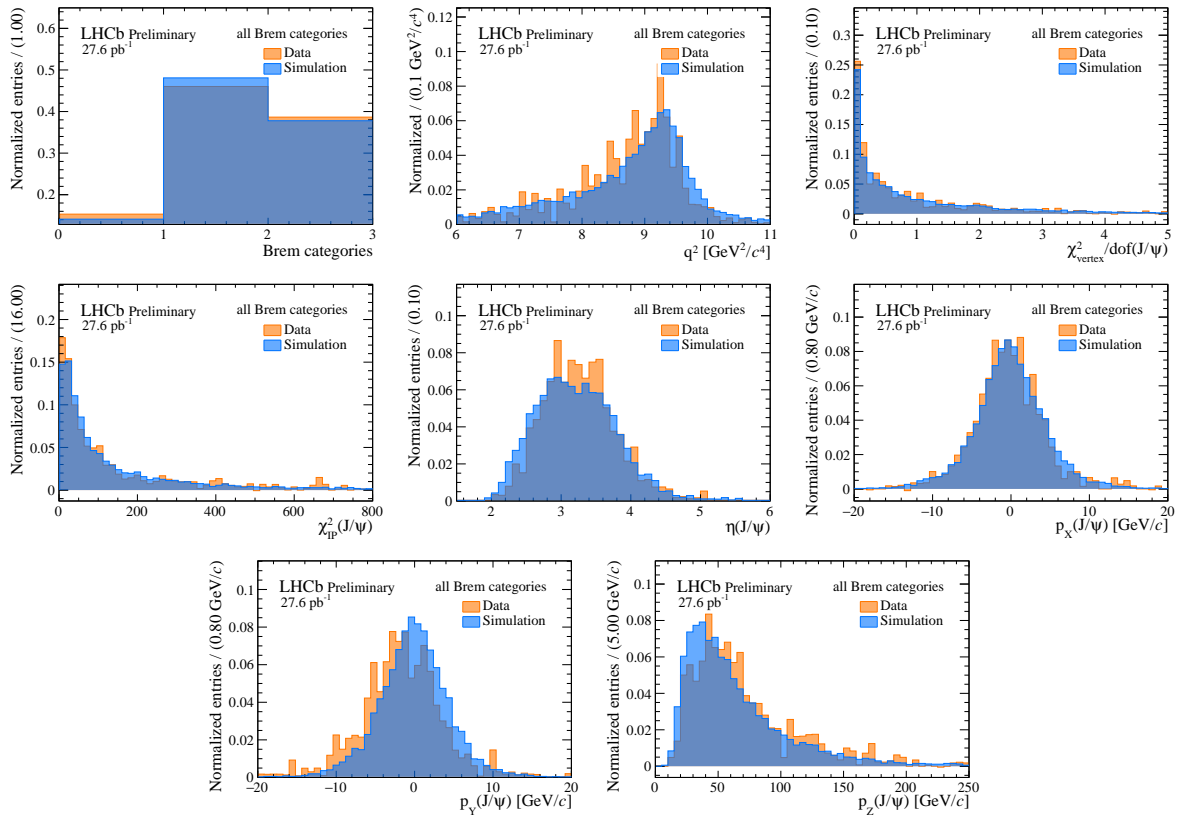 Normalized entries / (1.00)
LHCb Preliminary
27.6 pb-1
all Brem categories
Data
Simulation
0.6
0.5
0.4
0.3
0.2
0 1 2 3
Brem categories
Normalized / (0.1 GeV²/c⁴)
LHCb Preliminary
27.6 pb-1
all Brem categories
Data
Simulation
0.12
0.1
0.08
0.06
0.04
0.02
0
6 7 8 9 10 11
q² [GeV²/c⁴]
Normalized entries / (0.10)
LHCb Preliminary
27.6 pb-1
all Brem categories
Data
Simulation
0.3
0.25
0.2
0.15
0.1
0.05
0
0 1 2 3 4 5
χ²vertex/dof(J/ψ)
Normalized entries / (16.00)
LHCb Preliminary
27.6 pb-1
all Brem categories
Data
Simulation
0.2
0.15
0.1
0.05
0
0 200 400 600 800
χ²IP(J/ψ)
Normalized entries / (0.10)
LHCb Preliminary
27.6 pb-1
all Brem categories
Data
Simulation
0.1
0.08
0.06
0.04
0.02
0
2 3 4 5 6
η(J/ψ)
Normalized entries / (0.80 GeV/c)
LHCb Preliminary
27.6 pb-1
all Brem categories
Data
Simulation
0.1
0.08
0.06
0.04
0.02
0
−20 −10 0 10 20
pX(J/ψ) [GeV/c]
Normalized entries / (0.80 GeV/c)
LHCb Preliminary
27.6 pb-1
all Brem categories
Data
Simulation
0.1
0.08
0.06
0.04
0.02
0
−20 −10 0 10 20
pY(J/ψ) [GeV/c]
Normalized entries / (5.00 GeV/c)
LHCb Preliminary
27.6 pb-1
all Brem categories
Data
Simulation
0.1
0.08
0.06
0.04
0.02
0
0 50 100 150 200 250
pZ(J/ψ) [GeV/c]